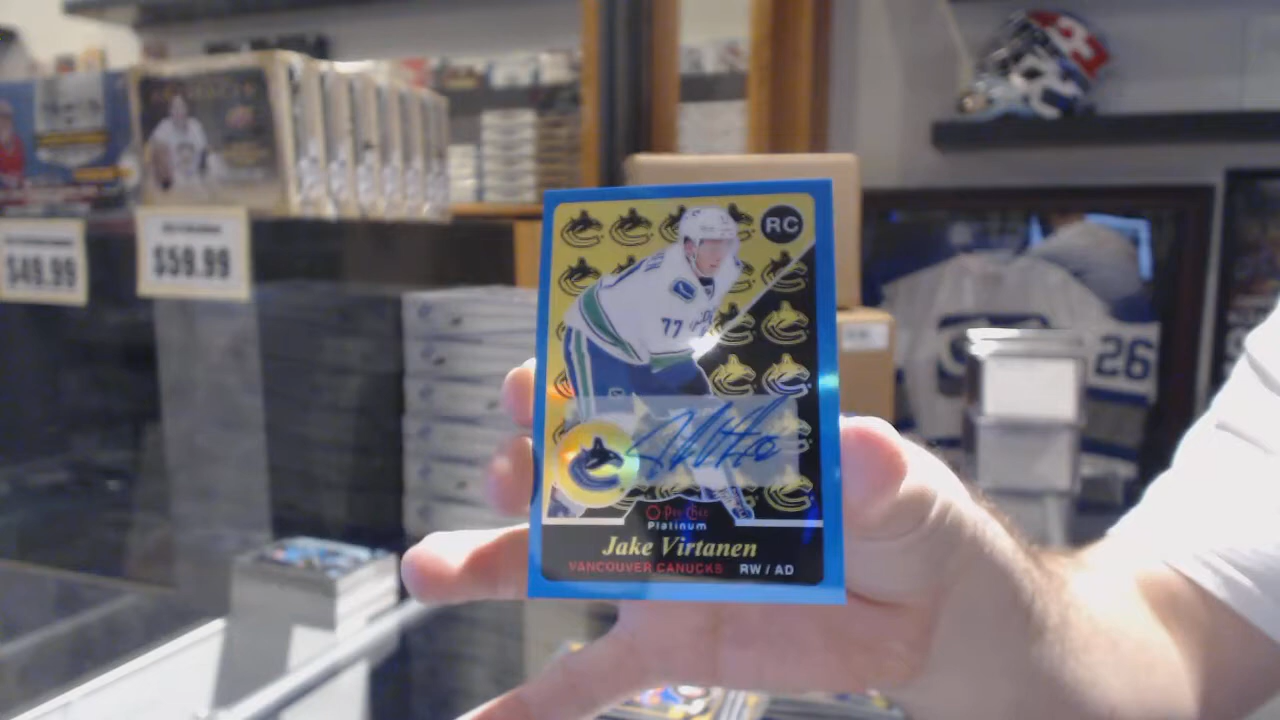 $49.99
$59.99
RC
77
26
O-Pee-Chee
Platinum
Jake Virtanen
VANCOUVER CANUCKS RW / AD